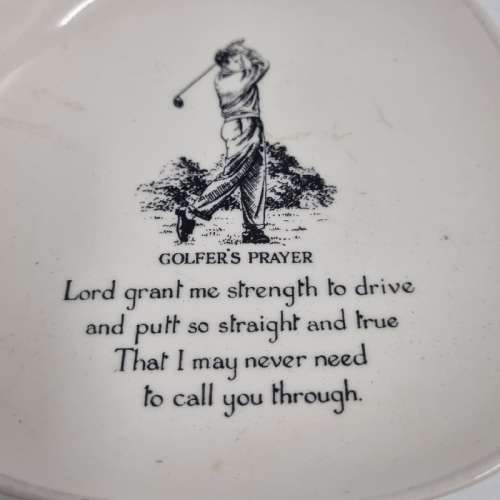 GOLFER'S PRAYER
Lord grant me strength to drive
and putt so straight and true
That I may never need
to call you through.